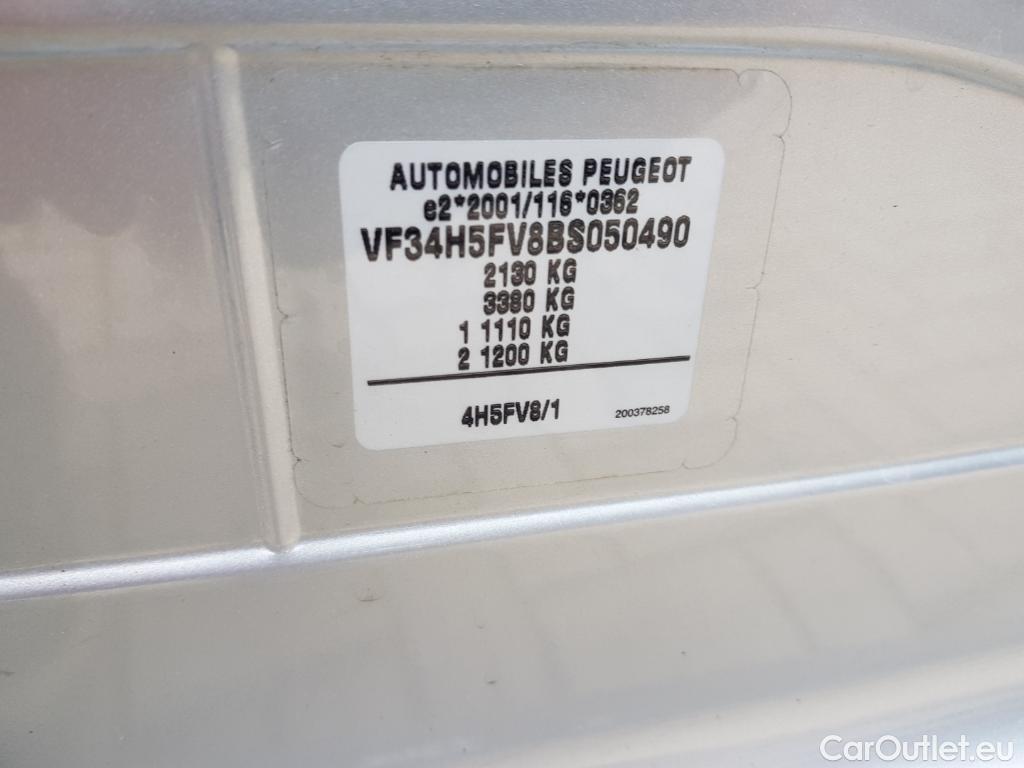 AUTOMOBILES PEUGEOT
e2*2001/116*0362
VF34H5FV8BS050490
2130 KG
3380 KG
1 1110 KG
2 1200 KG
4H5FV8/1 200378258
CarOutlet.eu